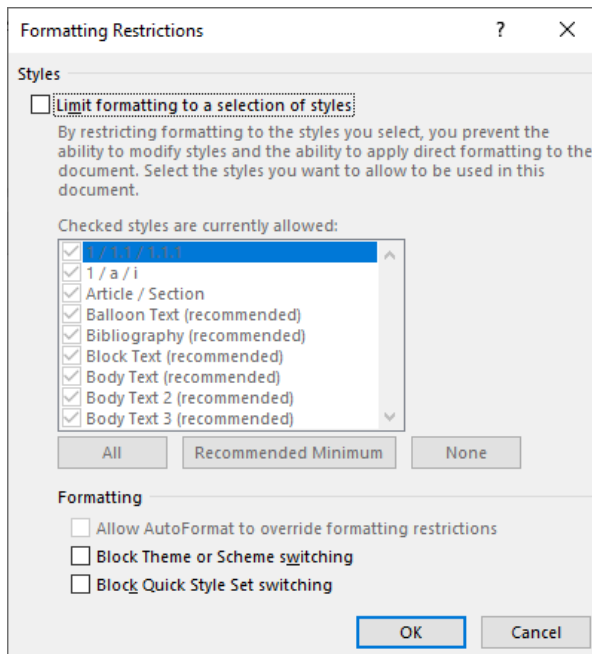 Formatting Restrictions ?
Styles
Limit formatting to a selection of styles
By restricting formatting to the styles you select, you prevent the
ability to modify styles and the ability to apply direct formatting to the
document. Select the styles you want to allow to be used in this
document.
Checked styles are currently allowed:
1 / 1.1 / 1.1.1
1 / a / i
Article / Section
Balloon Text (recommended)
Bibliography (recommended)
Block Text (recommended)
Body Text (recommended)
Body Text 2 (recommended)
Body Text 3 (recommended)
All Recommended Minimum None
Formatting
Allow AutoFormat to override formatting restrictions
Block Theme or Scheme switching
Block Quick Style Set switching
OK Cancel